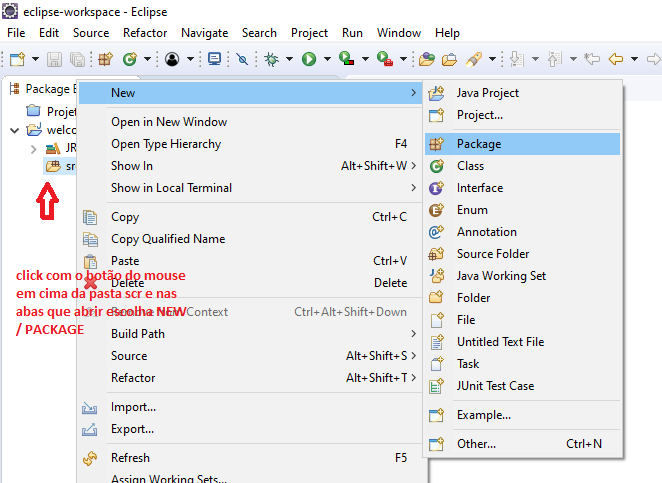 eclipse-workspace - Eclipse
File Edit Source Refactor Navigate Search Project Run Window Help
Package E
Projet
welco
JR
sr
New
Open in New Window
Open Type Hierarchy F4
Show In Alt+Shift+W
Show in Local Terminal
Copy Ctrl+C
Copy Qualified Name
Paste Ctrl+V
Delete Delete
Context Ctrl+Alt+Shift+Down
Build Path
Source Alt+Shift+S
Refactor Alt+Shift+T
Import...
Export...
Refresh F5
Assign Working Sets...
Java Project
Project...
Package
Class
Interface
Enum
Annotation
Source Folder
Java Working Set
Folder
File
Untitled Text File
Task
JUnit Test Case
Example...
Other... Ctrl+N
click com o botão do mouse
em cima da pasta scr e nas
abas que abrir escolha NEW
/ PACKAGE